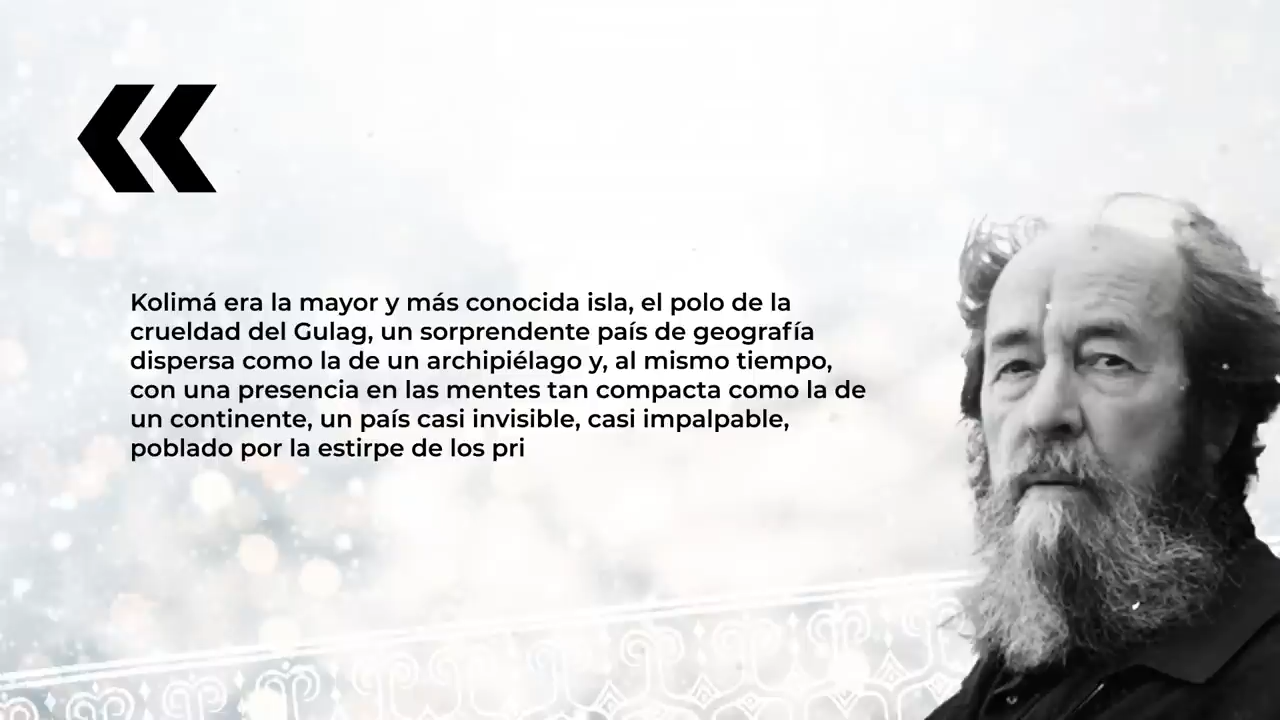 «
Kolimá era la mayor y más conocida isla, el polo de la
crueldad del Gulag, un sorprendente país de geografía
dispersa como la de un archipiélago y, al mismo tiempo,
con una presencia en las mentes tan compacta como la de
un continente, un país casi invisible, casi impalpable,
poblado por la estirpe de los pri